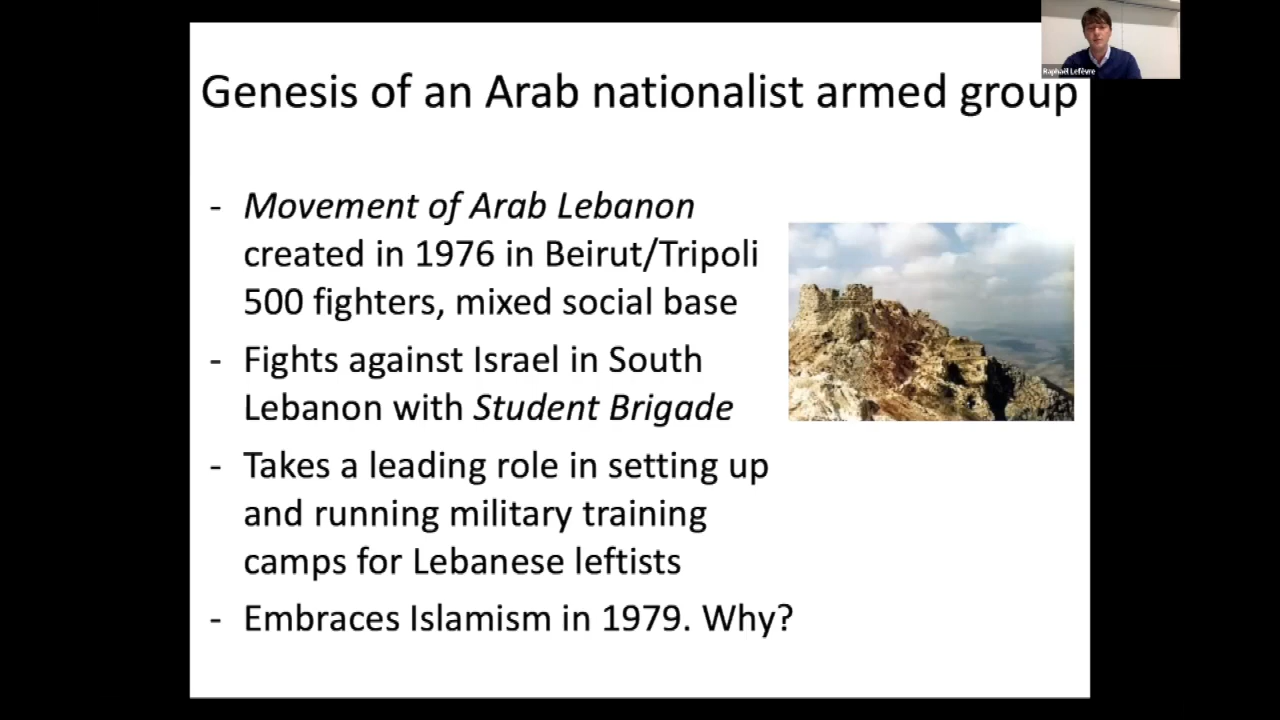 Genesis of an Arab nationalist armed group
Raphaël Lefèvre
- Movement of Arab Lebanon
created in 1976 in Beirut/Tripoli
500 fighters, mixed social base
- Fights against Israel in South
Lebanon with Student Brigade
- Takes a leading role in setting up
and running military training
camps for Lebanese leftists
- Embraces Islamism in 1979. Why?